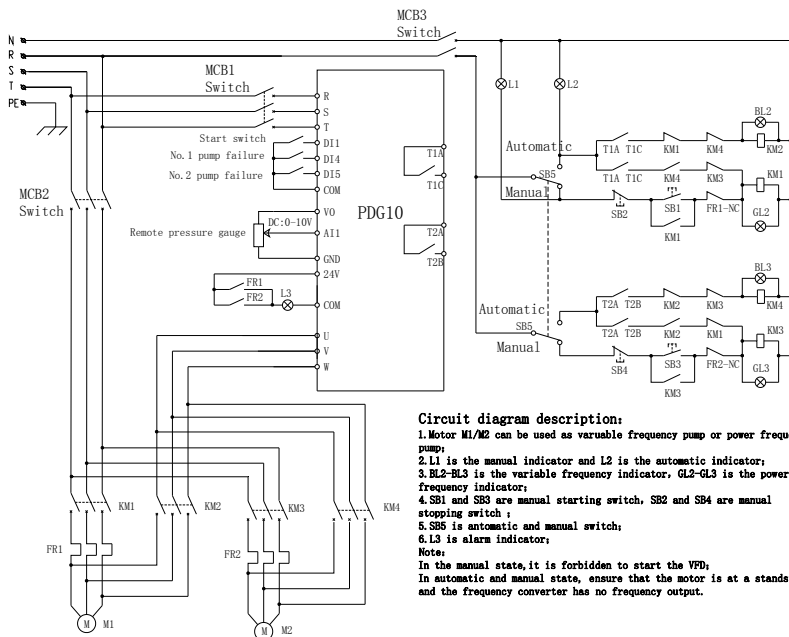 MCB3
Switch
N
R
S
T
PE
MCB1
Switch
MCB2
Switch
R
S
T
Start switch
DI1
No.1 pump failure
DI4
No.2 pump failure
DI5
COM
VO
DC:0-10V
Remote pressure gauge
AI1
GND
24V
FR1
FR2
L3
COM
U
V
W
PDG10
T1A
T1C
T2A
T2B
L1
L2
Automatic
SB5
Manual
BL2
T1A T1C
KM1
KM4
KM2
T1A T1C
KM4
KM3
KM1
SB2
SB1
FR1-NC
KM1
GL2
Automatic
SB5
Manual
BL3
T2A T2B
KM2
KM3
KM4
T2A T2B
KM2
KM1
KM3
SB4
SB3
FR2-NC
KM3
GL3
KM1
KM2
KM3
KM4
FR1
FR2
M
M1
M
M2
Circuit diagram description:
1.Motor M1/M2 can be used as varuable frequency pump or power freque
pump;
2.L1 is the manual indicator and L2 is the automatic indicator;
3.BL2-BL3 is the variable frequency indicator, GL2-GL3 is the power
frequency indicator;
4.SB1 and SB3 are manual starting switch, SB2 and SB4 are manual
stopping switch ;
5.SB5 is antomatic and manual switch;
6.L3 is alarm indicator;
Note:
In the manual state,it is forbidden to start the VFD;
In automatic and manual state, ensure that the motor is at a stands
and the frequency converter has no frequency output.